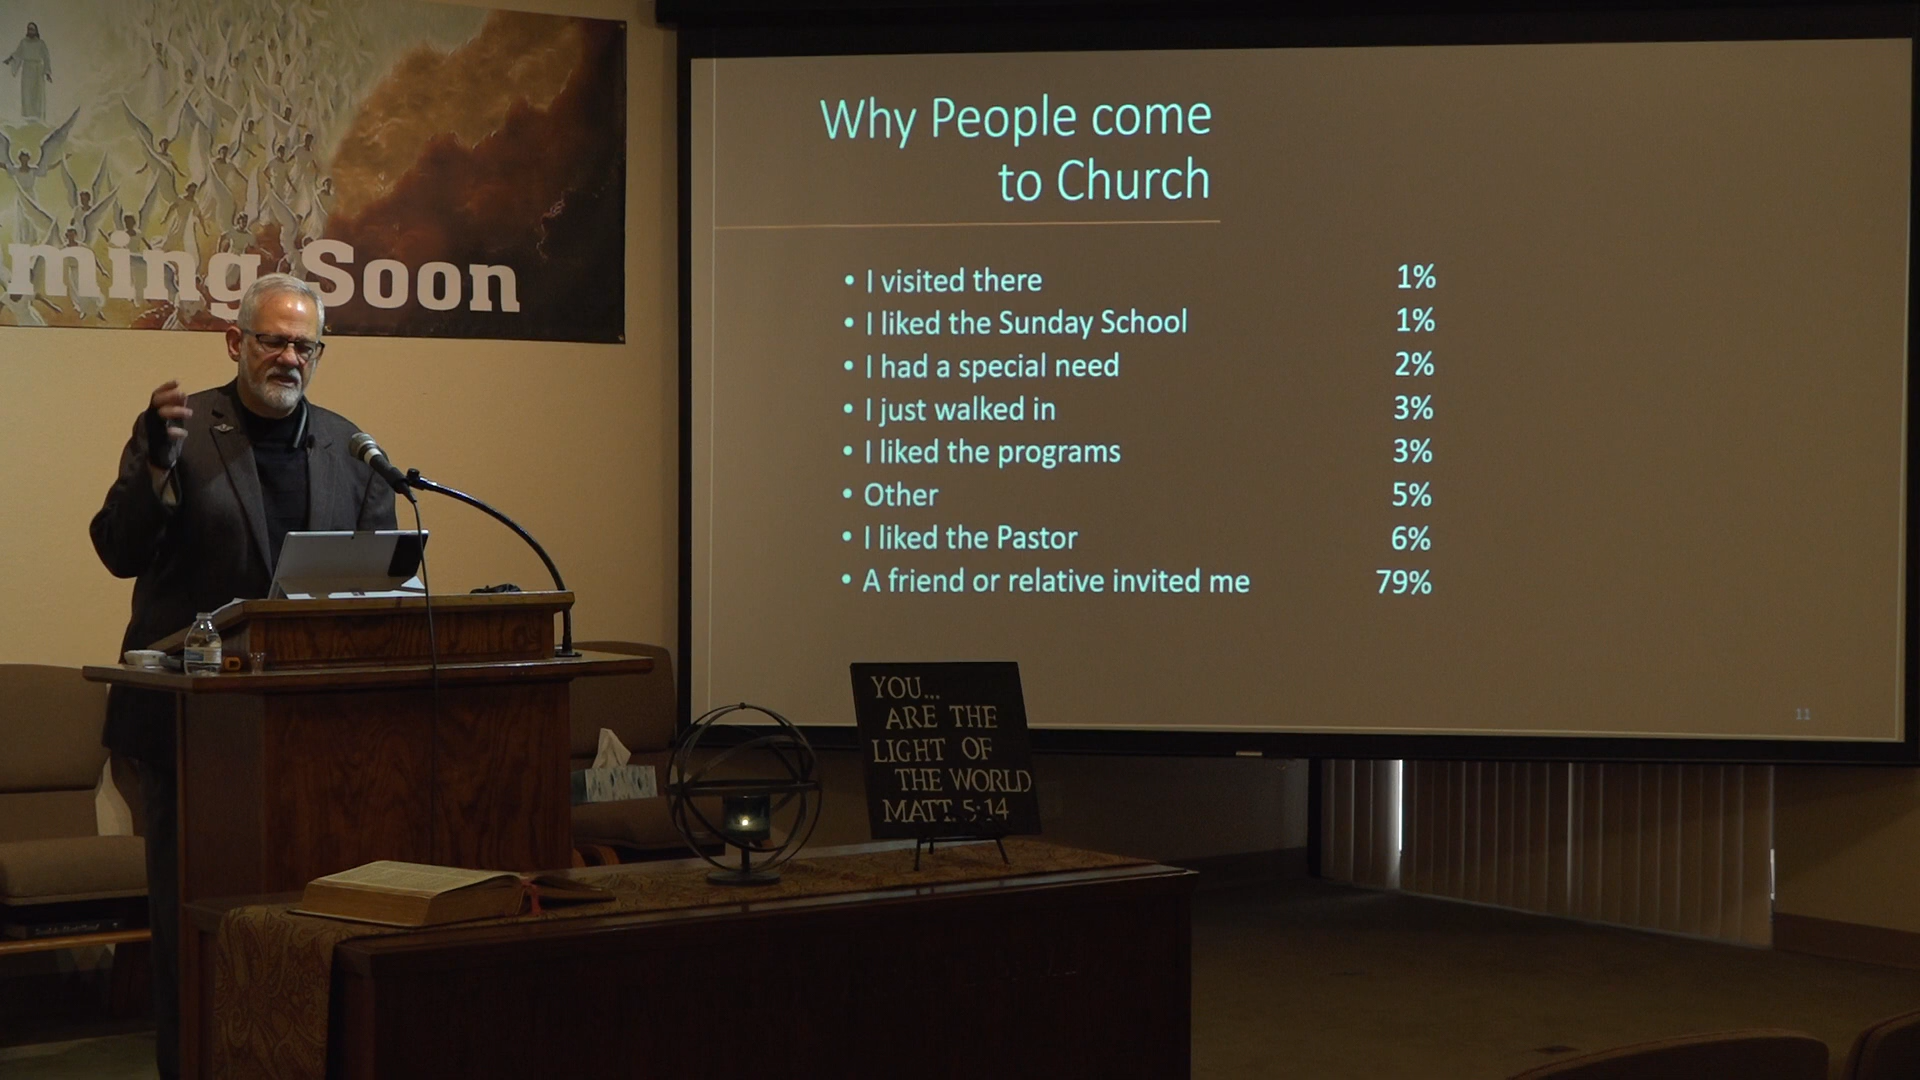 ming Soon
Why People come
to Church
• I visited there 1%
• I liked the Sunday School 1%
• I had a special need 2%
• I just walked in 3%
• I liked the programs 3%
• Other 5%
• I liked the Pastor 6%
• A friend or relative invited me 79%
11
YOU...
ARE THE
LIGHT OF
THE WORLD
MATT. 5:14